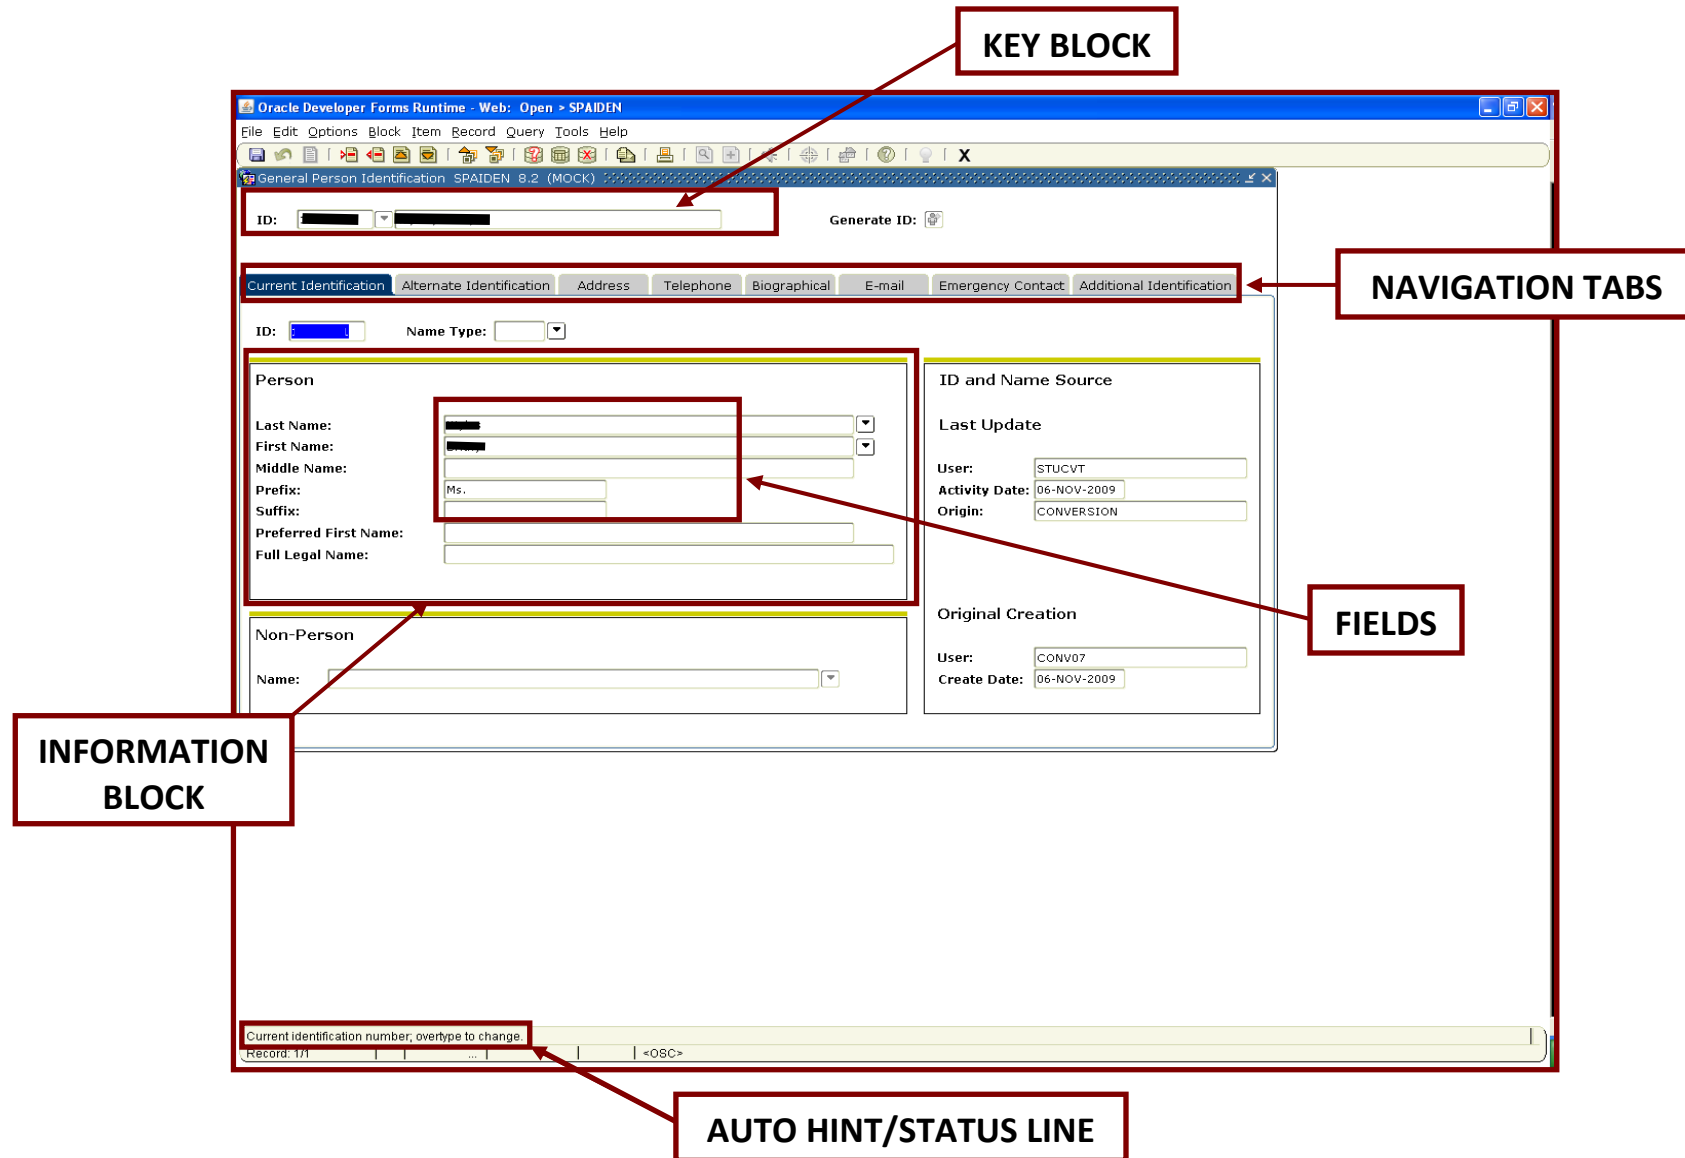 KEY BLOCK
Oracle Developer Forms Runtime - Web: Open > SPAIDEN
File Edit Options Block Item Record Query Tools Help
X
General Person Identification SPAIDEN 8.2 (MOCK)
ID: Generate ID:
NAVIGATION TABS
Current Identification Alternate Identification Address Telephone Biographical E-mail Emergency Contact Additional Identification
ID: Name Type:
Person
ID and Name Source
Last Name:
Last Update
First Name:
Middle Name:
User: STUCVT
Prefix: Ms.
Activity Date: 06-NOV-2009
Suffix:
Origin: CONVERSION
Preferred First Name:
Full Legal Name:
FIELDS
Original Creation
Non-Person
User: CONV07
Name:
Create Date: 06-NOV-2009
INFORMATION
BLOCK
Current identification number; overtype to change.
Record: 1/1 ... <OSC>
AUTO HINT/STATUS LINE